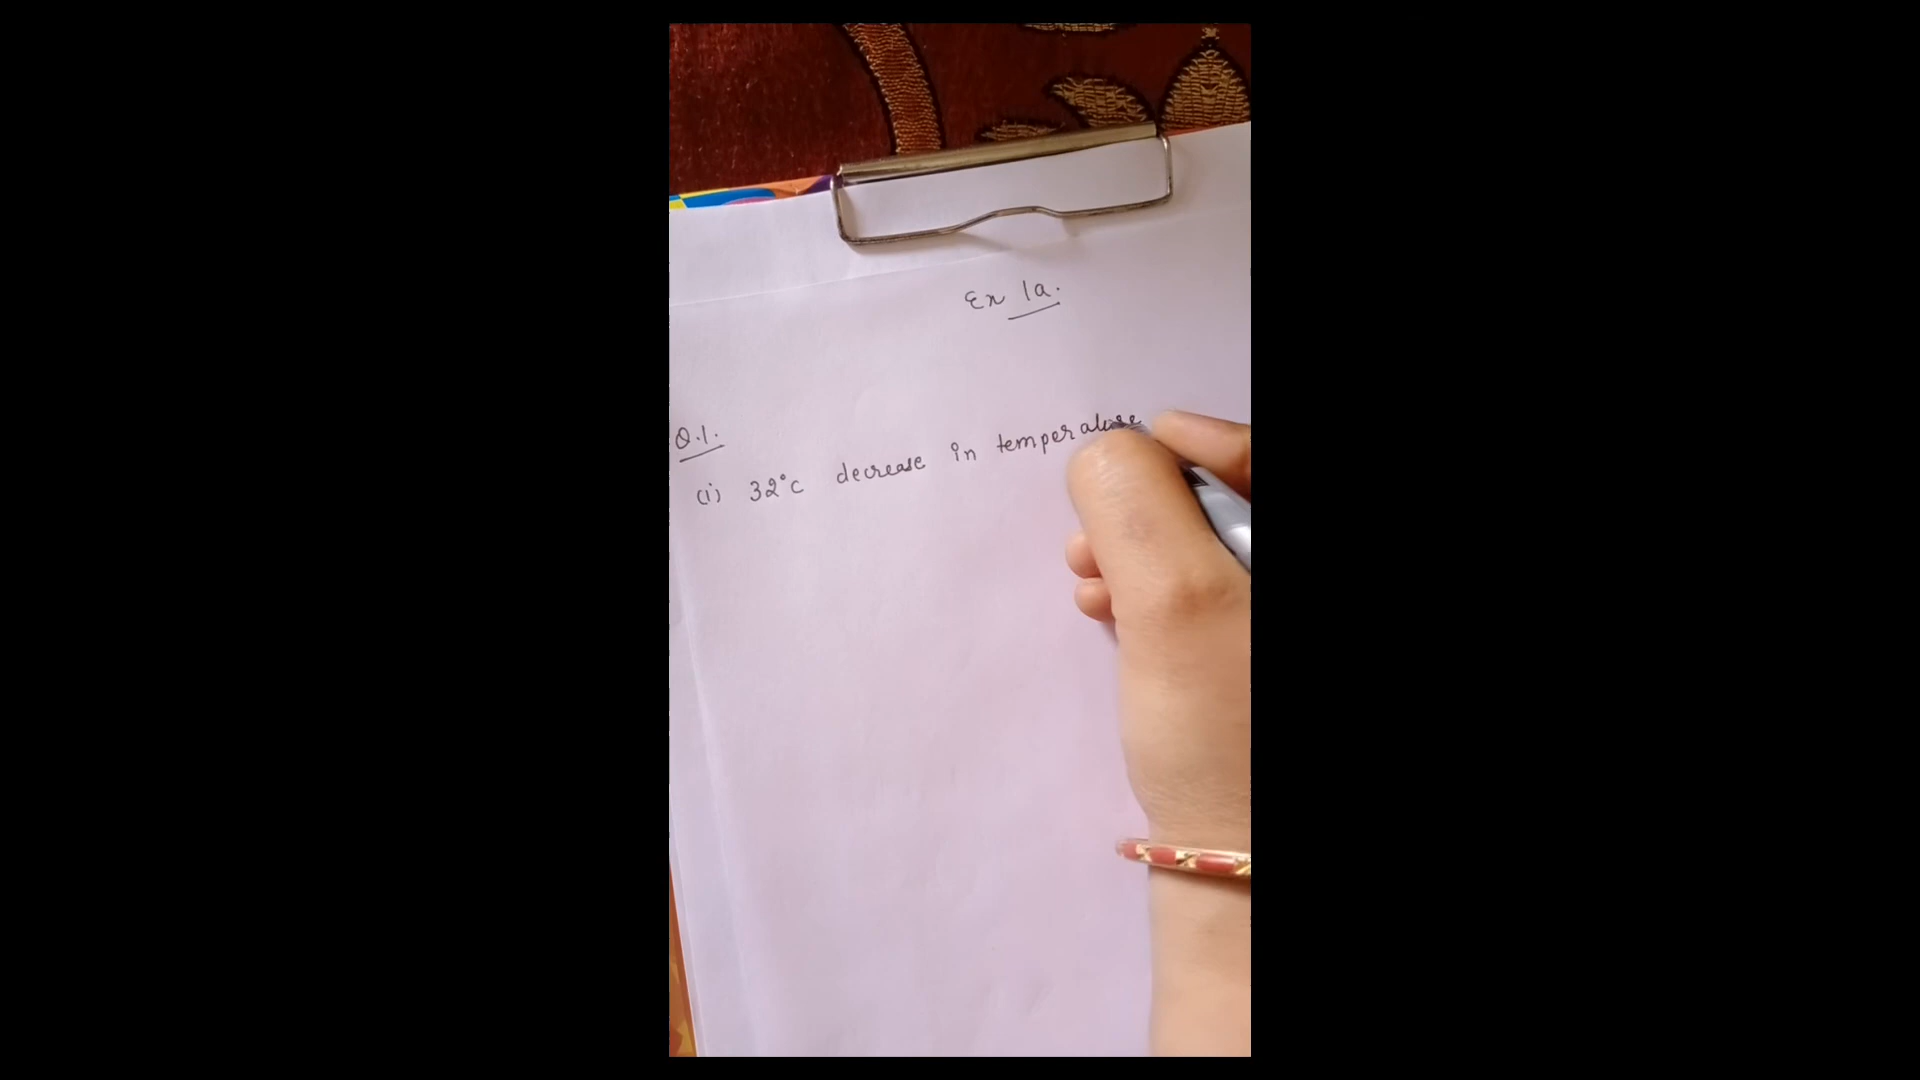 Ex 1a.
Q.1.
(i) 32°c decrease in temperature